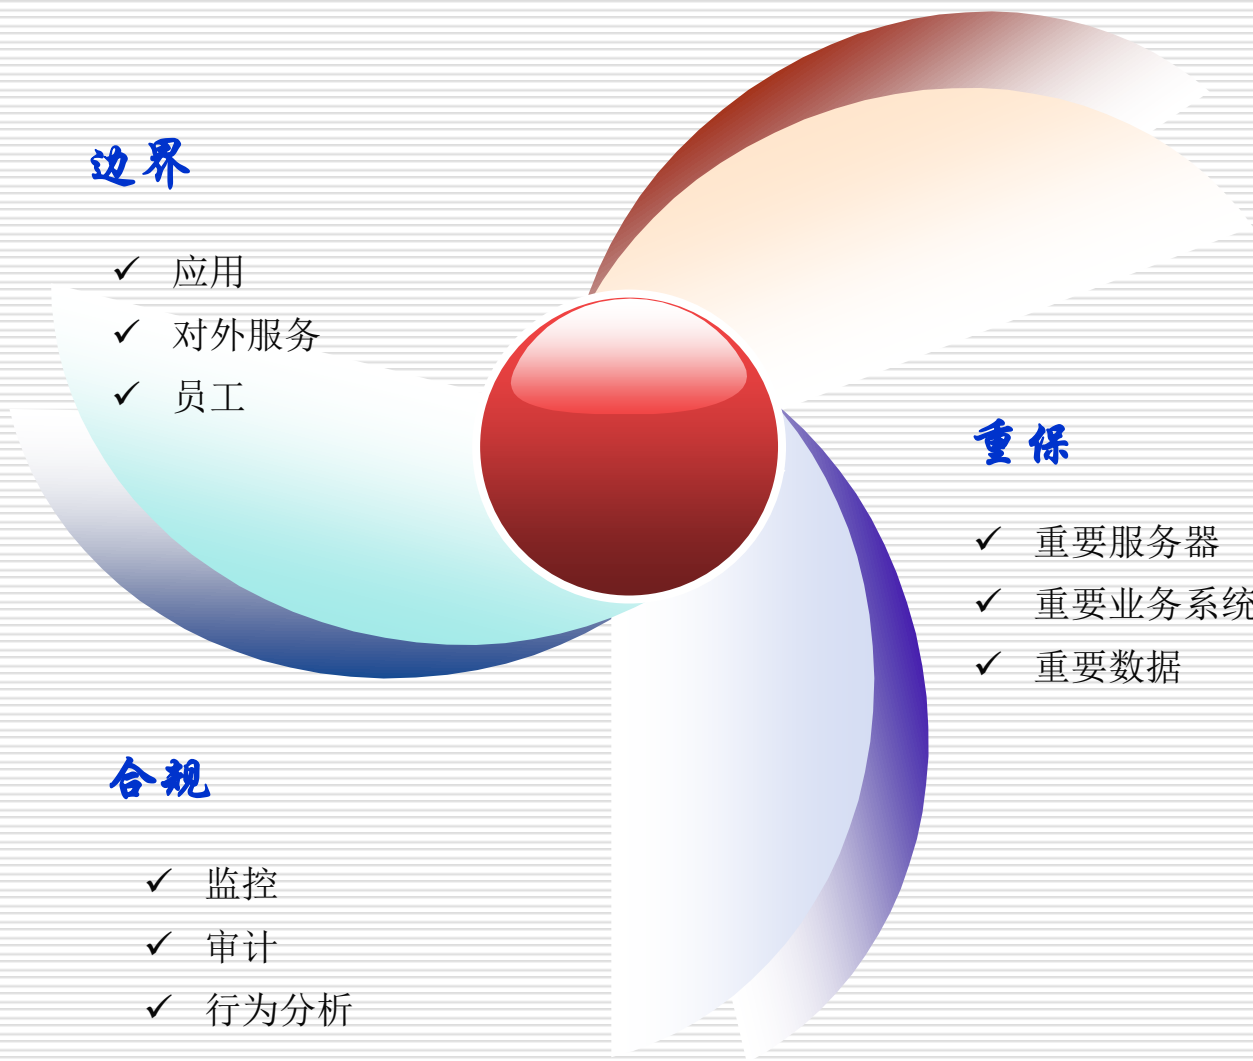 边界
✓ 应用
✓ 对外服务
✓ 员工
重保
✓ 重要服务器
✓ 重要业务系统
✓ 重要数据
合规
✓ 监控
✓ 审计
✓ 行为分析